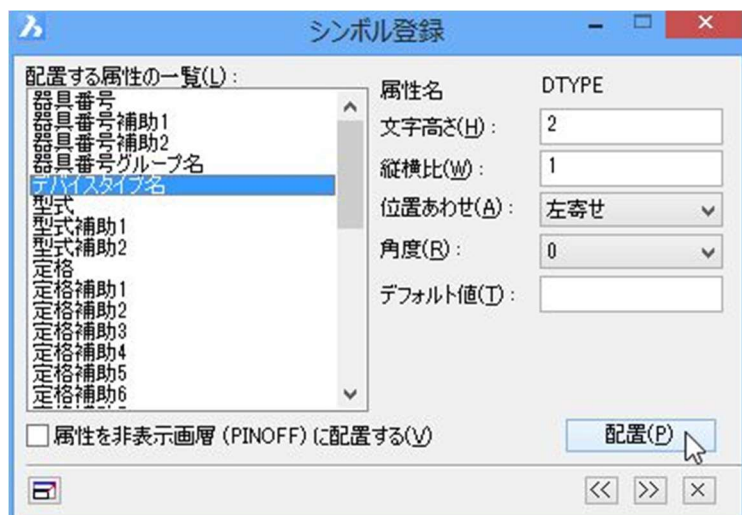 シンボル登録
配置する属性の一覧(L):
器具番号
器具番号補助1
器具番号補助2
器具番号グループ名
デバイスタイプ名
型式
型式補助1
型式補助2
定格
定格補助1
定格補助2
定格補助3
定格補助4
定格補助5
定格補助6
属性名 DTYPE
文字高さ(H): 2
縦横比(W): 1
位置あわせ(A): 左寄せ
角度(R): 0
デフォルト値(T):
属性を非表示画層 (PINOFF) に配置する(V)
配置(P)